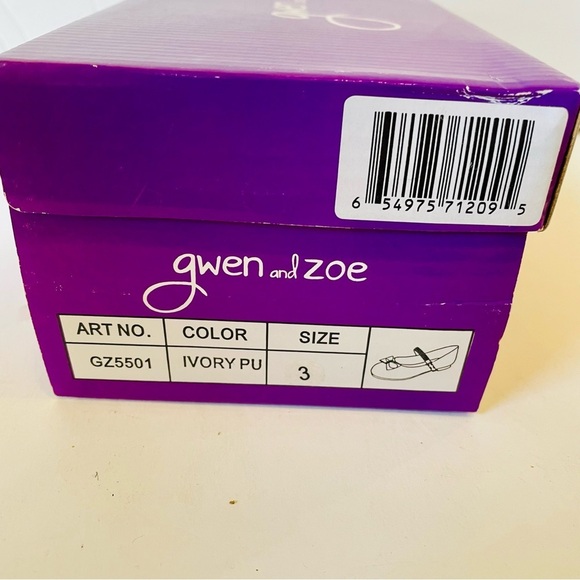 6 54975 71209 5
gwen and zoe
ART NO. COLOR SIZE
GZ5501 IVORY PU 3